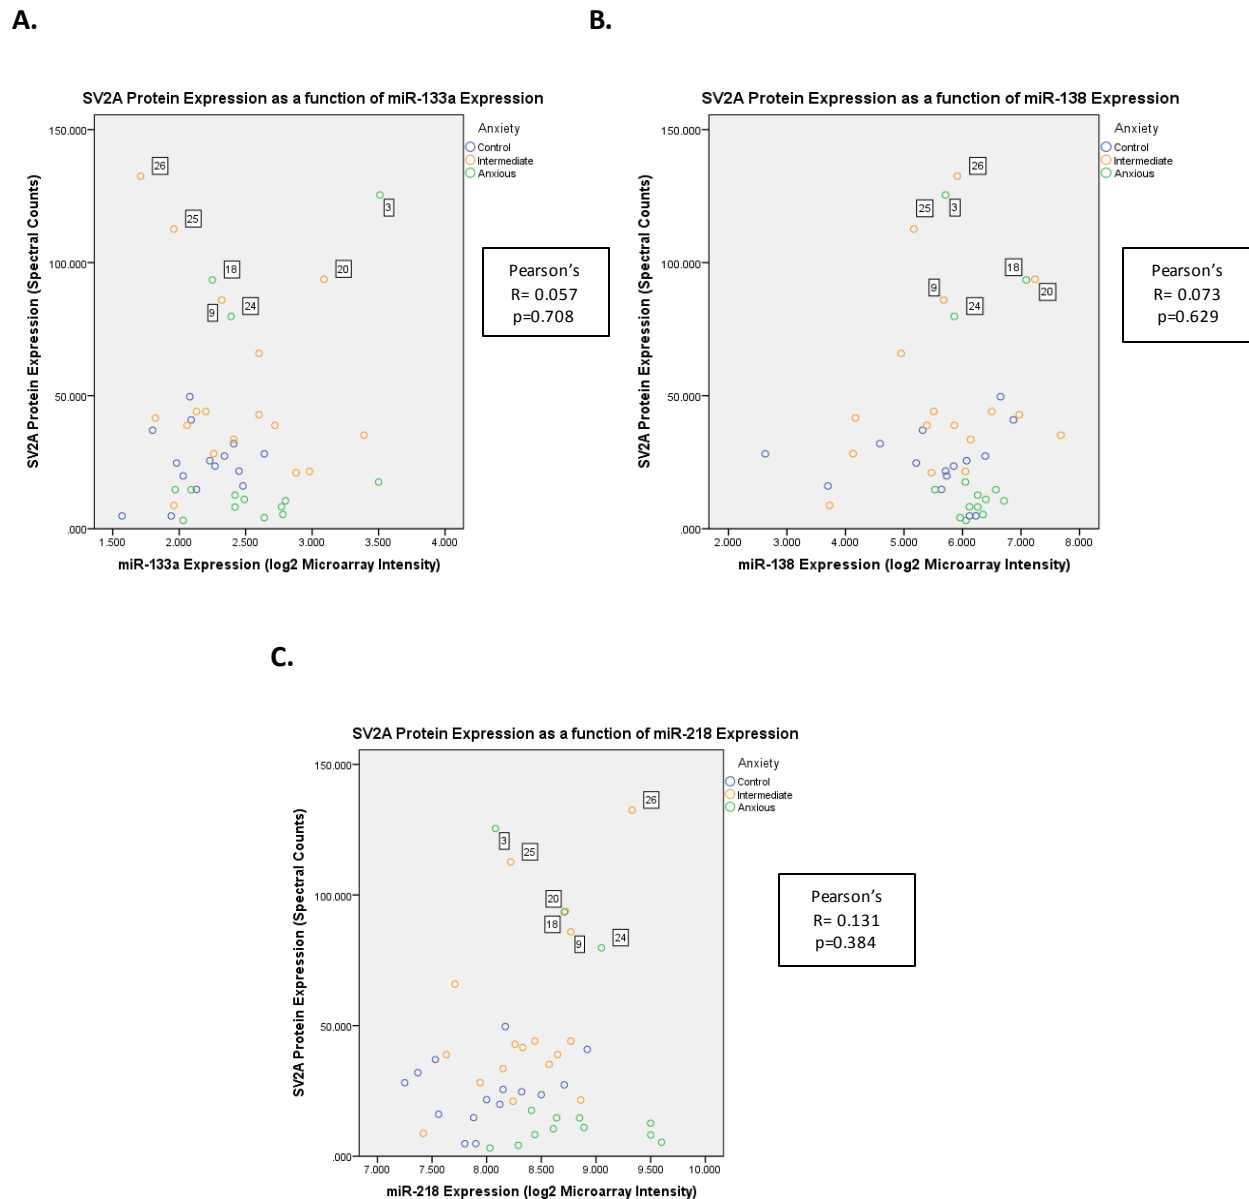 A.
B.
SV2A Protein Expression as a function of miR-133a Expression
SV2A Protein Expression (Spectral Counts)
150.000
100.000
50.000
.000
1.500 2.000 2.500 3.000 3.500 4.000
miR-133a Expression (log2 Microarray Intensity)
Anxiety
Control
Intermediate
Anxious
26
25
3
18
20
9
24
Pearson's
R= 0.057
p=0.708
SV2A Protein Expression as a function of miR-138 Expression
SV2A Protein Expression (Spectral Counts)
150.000
100.000
50.000
.000
2.000 3.000 4.000 5.000 6.000 7.000 8.000
miR-138 Expression (log2 Microarray Intensity)
Anxiety
Control
Intermediate
Anxious
26
25
3
18
9
20
24
Pearson's
R= 0.073
p=0.629
C.
SV2A Protein Expression as a function of miR-218 Expression
SV2A Protein Expression (Spectral Counts)
150.000
100.000
50.000
.000
7.000 7.500 8.000 8.500 9.000 9.500 10.000
miR-218 Expression (log2 Microarray Intensity)
Anxiety
Control
Intermediate
Anxious
26
3
25
20
18
9
24
Pearson's
R= 0.131
p=0.384